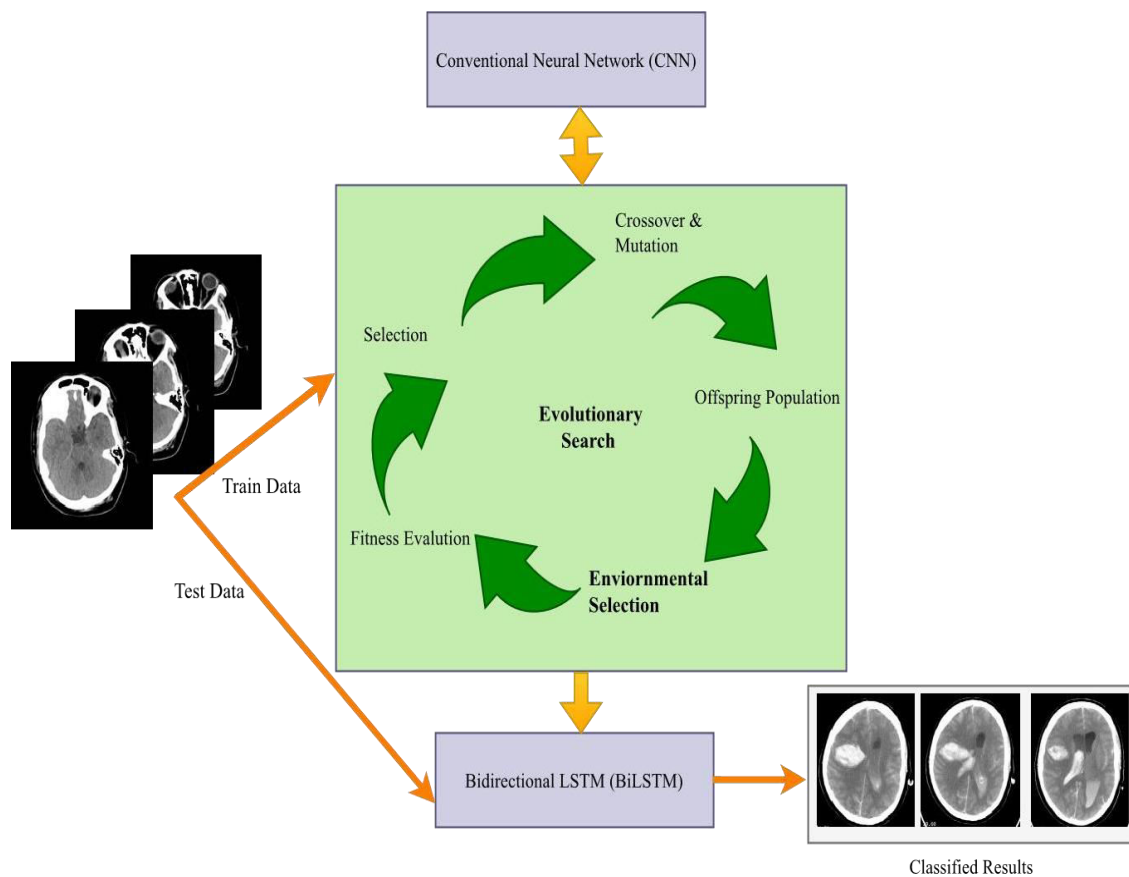 Conventional Neural Network (CNN)
Crossover &
Mutation
Selection
Offspring Population
Evolutionary
Search
Train Data
Fitness Evalution
Enviornmental
Selection
Test Data
Bidirectional LSTM (BiLSTM)
Classified Results